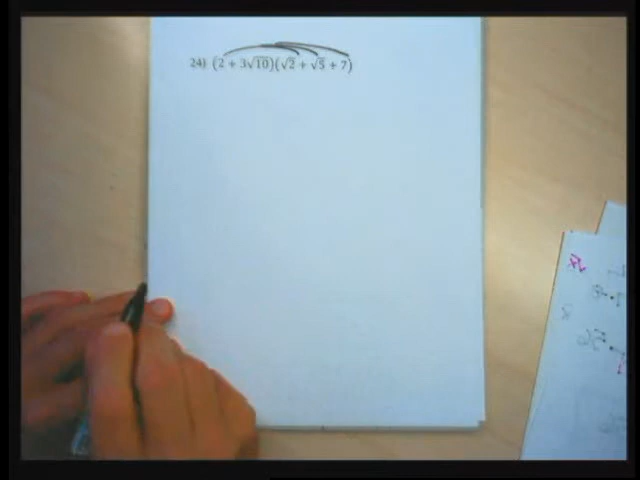 24) (2 + 3√10)(√2 + √5 + 7)